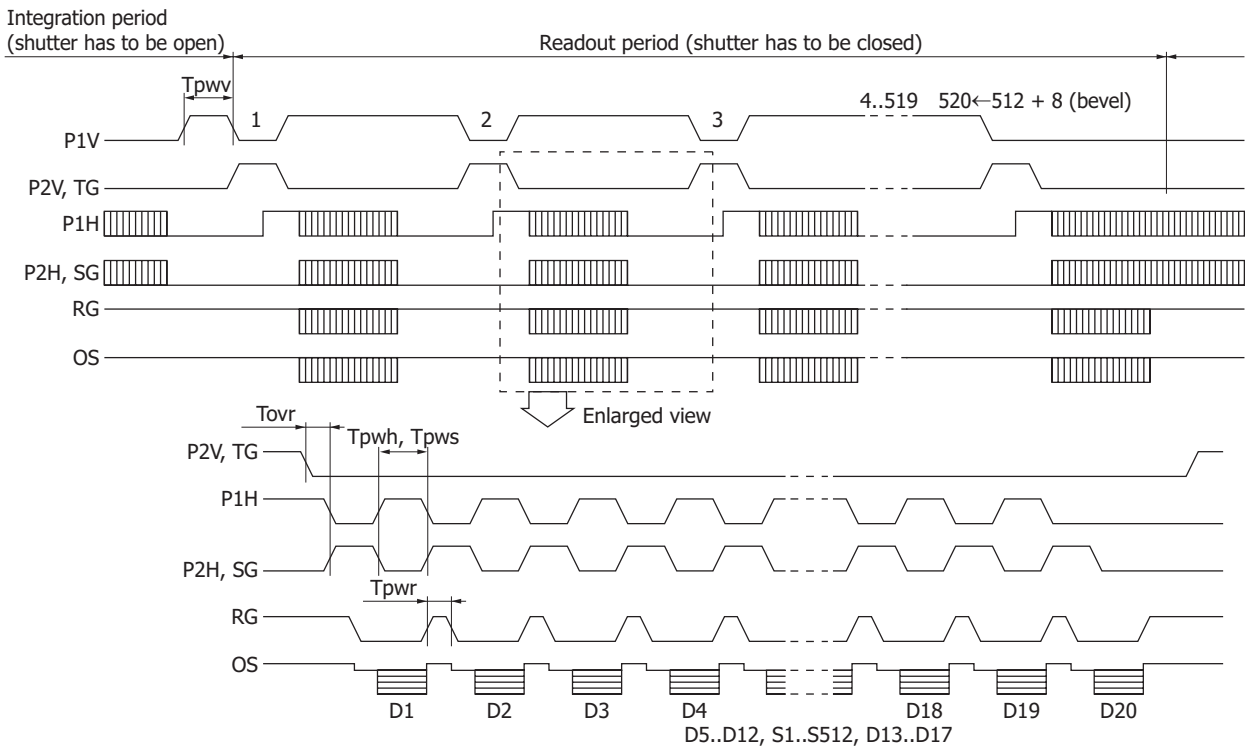 Integration period
(shutter has to be open)
Readout period (shutter has to be closed)
Tpwv
4..519 520←512 + 8 (bevel)
1
2
3
P1V
P2V, TG
P1H
P2H, SG
RG
OS
Enlarged view
Tovr
Tpwh, Tpws
P2V, TG
P1H
P2H, SG
Tpwr
RG
OS
D1
D2
D3
D4
D18
D19
D20
D5..D12, S1..S512, D13..D17